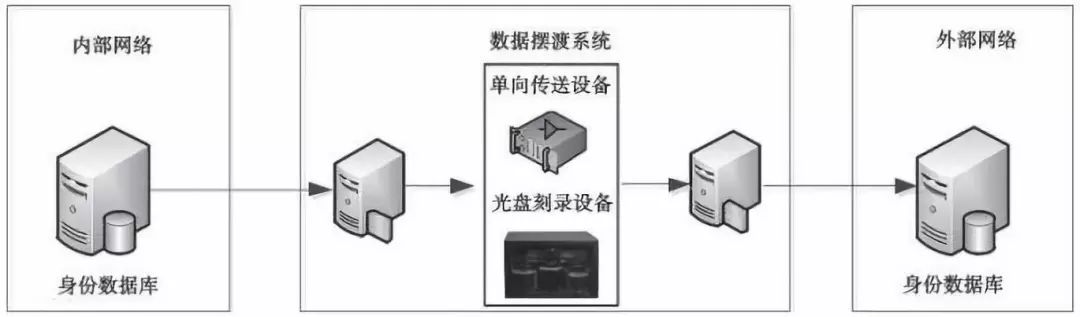 内部网络
数据摆渡系统
外部网络
单向传送设备
光盘刻录设备
身份数据库
身份数据库